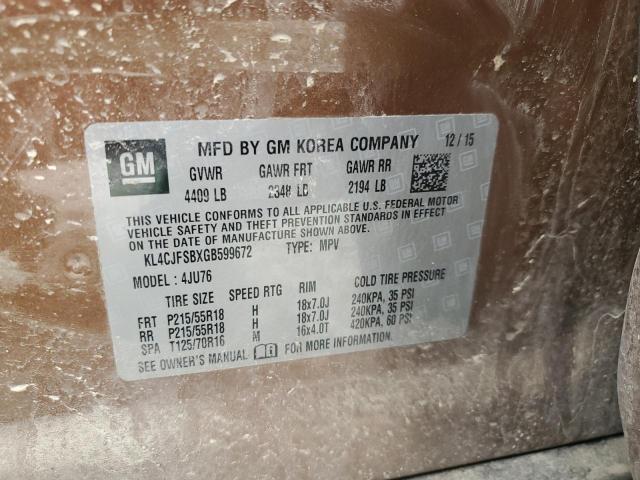 GM
MFD BY GM KOREA COMPANY 12/15
GVWR GAWR FRT GAWR RR
4409 LB 2348 LB 2194 LB
THIS VEHICLE CONFORMS TO ALL APPLICABLE U.S. FEDERAL MOTOR
VEHICLE SAFETY AND THEFT PREVENTION STANDARDS IN EFFECT
ON THE DATE OF MANUFACTURE SHOWN ABOVE.
KL4CJFSBXGB599672 TYPE: MPV
MODEL: 4JU76
TIRE SIZE SPEED RTG RIM COLD TIRE PRESSURE
FRT P215/55R18 H 18x7.0J 240KPA, 35 PSI
RR P215/55R18 H 18x7.0J 240KPA, 35 PSI
SPA T125/70R16 M 16x4.0T 420KPA, 60 PSI
SEE OWNER'S MANUAL FOR MORE INFORMATION.